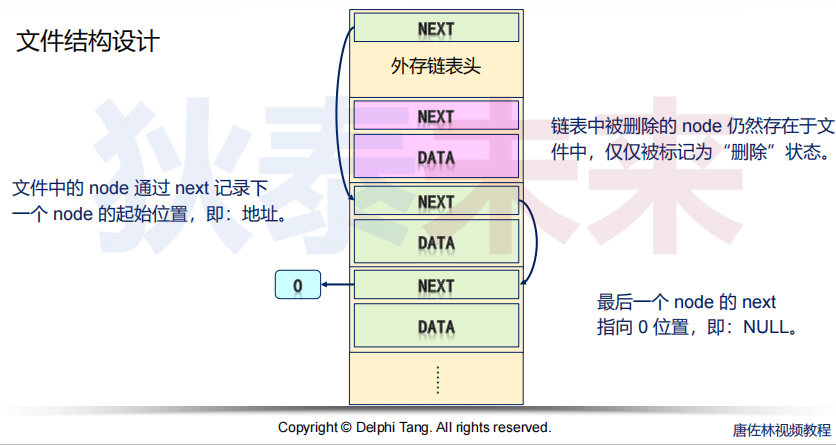 文件结构设计
NEXT
外存链表头
NEXT
DATA
链表中被删除的 node 仍然存在于文
件中，仅仅被标记为“删除”状态。
文件中的 node 通过 next 记录下
一个 node 的起始位置，即：地址。
NEXT
DATA
0
NEXT
DATA
最后一个 node 的 next
指向 0 位置，即：NULL。
……
狄泰未来
Copyright © Delphi Tang. All rights reserved.
唐佐林视频教程